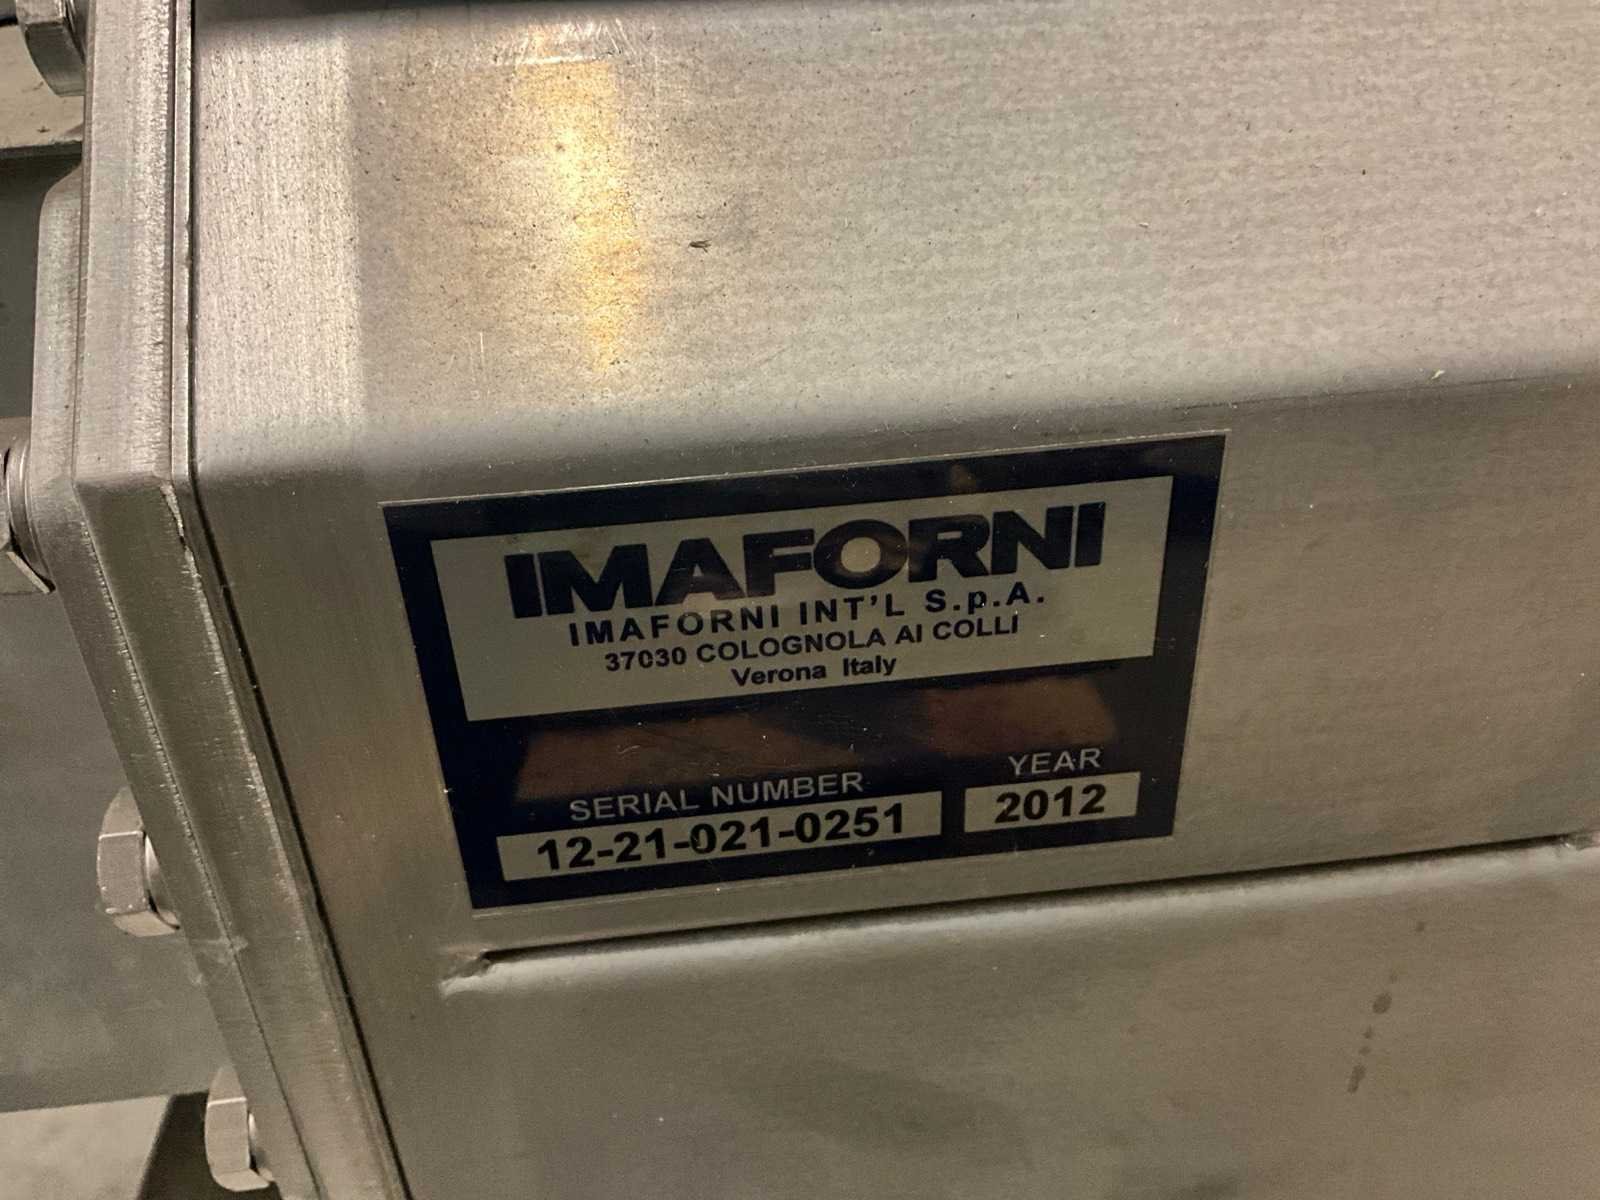 IMAFORNI
IMAFORNI INT'L S.p.A.
37030 COLOGNOLA AI COLLI
Verona Italy
SERIAL NUMBER
12-21-021-0251
YEAR
2012